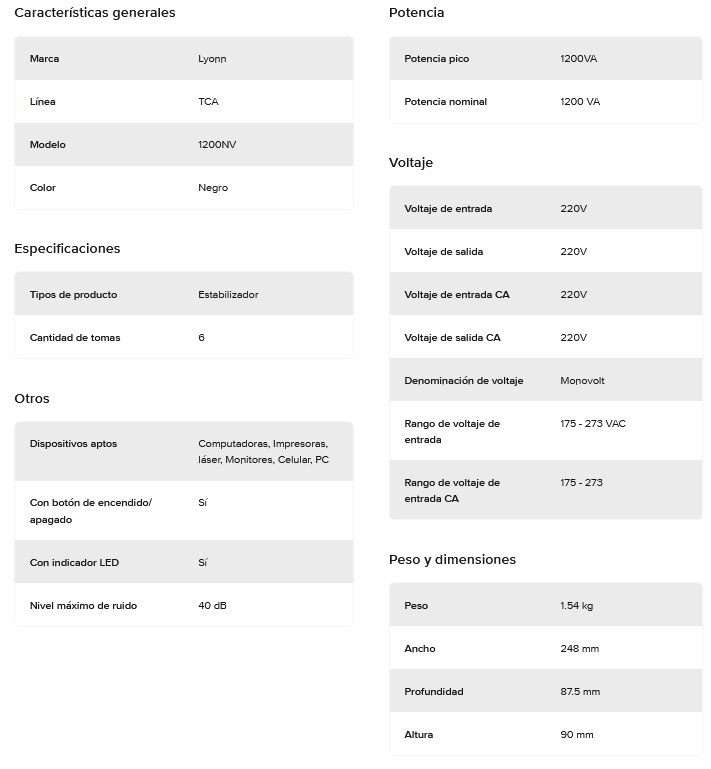 Características generales
Marca Lyonn
Línea TCA
Modelo 1200NV
Color Negro
Especificaciones
Tipos de producto Estabilizador
Cantidad de tomas 6
Otros
Dispositivos aptos Computadoras, Impresoras,
láser, Monitores, Celular, PC
Con botón de encendido/ Sí
apagado
Con indicador LED Sí
Nivel máximo de ruido 40 dB
Potencia
Potencia pico 1200VA
Potencia nominal 1200 VA
Voltaje
Voltaje de entrada 220V
Voltaje de salida 220V
Voltaje de entrada CA 220V
Voltaje de salida CA 220V
Denominación de voltaje Monovolt
Rango de voltaje de 175 - 273 VAC
entrada
Rango de voltaje de 175 - 273
entrada CA
Peso y dimensiones
Peso 1.54 kg
Ancho 248 mm
Profundidad 87.5 mm
Altura 90 mm